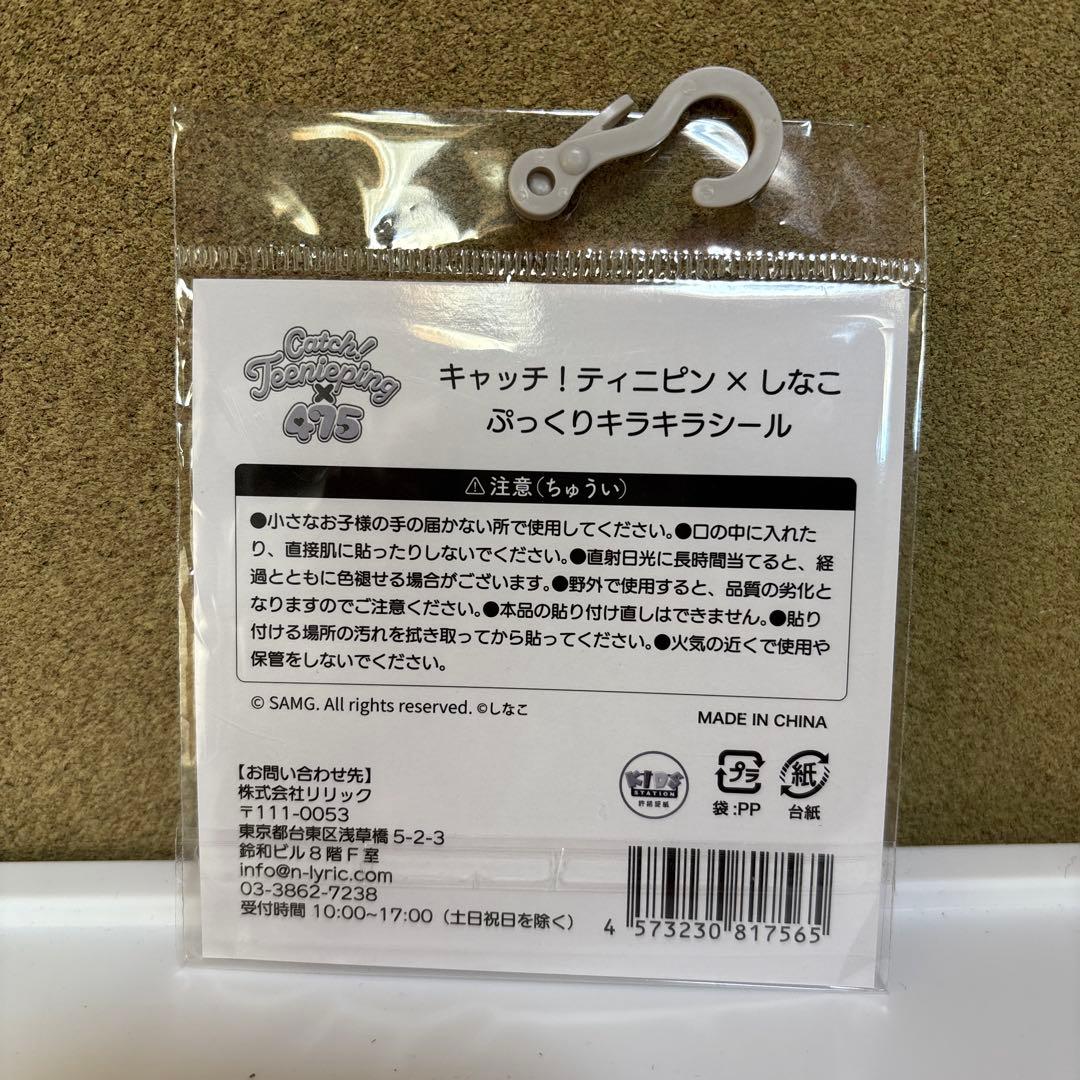 Catch!
Teenieping
×
475
キャッチ！ティニピン × しなこ
ぷっくりキラキラシール
⚠注意(ちゅうい)
●小さなお子様の手の届かない所で使用してください。●口の中に入れた
り、直接肌に貼ったりしないでください。●直射日光に長時間当てると、経
過とともに色褪せる場合がございます。●野外で使用すると、品質の劣化と
なりますのでご注意ください。●本品の貼り付け直しはできません。●貼り
付ける場所の汚れを拭き取ってから貼ってください。●火気の近くで使用や
保管をしないでください。
© SAMG. All rights reserved. ©しなこ
MADE IN CHINA
【お問い合わせ先】
株式会社リリック
〒111-0053
東京都台東区浅草橋 5-2-3
鈴和ビル 8 階 F 室
info@n-lyric.com
03-3862-7238
受付時間 10:00~17:00（土日祝日を除く）
KIDS
STATION
許諾証紙
プラ
袋:PP
紙
台紙
4 573230 817565